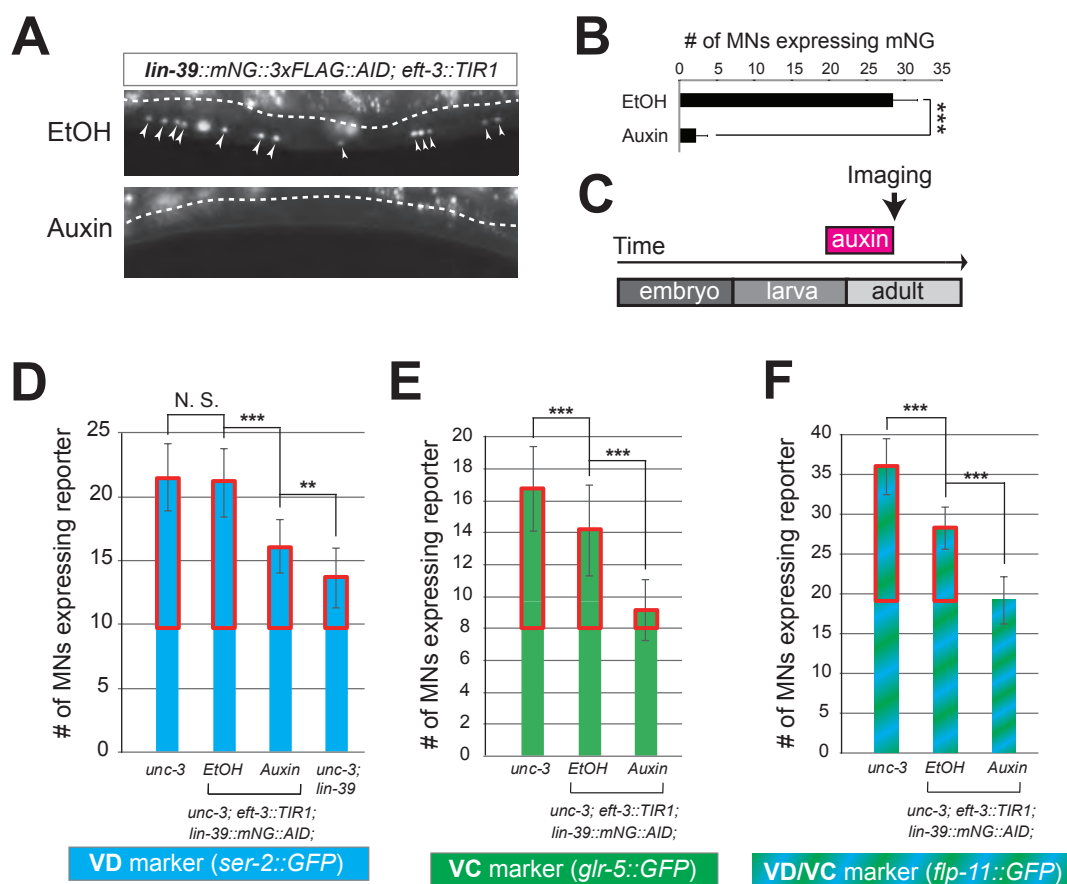 A
lin-39::mNG::3xFLAG::AID; eft-3::TIR1
EtOH
Auxin
B
# of MNs expressing mNG
0 5 10 15 20 25 30 35
EtOH
Auxin
***
C
Imaging
auxin
Time
embryo larva adult
D
N. S.
***
**
# of MNs expressing reporter
25
20
15
10
5
0
unc-3 EtOH Auxin unc-3; lin-39
unc-3; eft-3::TIR1;
lin-39::mNG::AID;
VD marker (ser-2::GFP)
E
***
***
# of MNs expressing reporter
20
18
16
14
12
10
8
6
4
2
0
unc-3 EtOH Auxin
unc-3; eft-3::TIR1;
lin-39::mNG::AID;
VC marker (glr-5::GFP)
F
***
***
# of MNs expressing reporter
40
35
30
25
20
15
10
5
0
unc-3 EtOH Auxin
unc-3; eft-3::TIR1;
lin-39::mNG::AID;
VD/VC marker (flp-11::GFP)